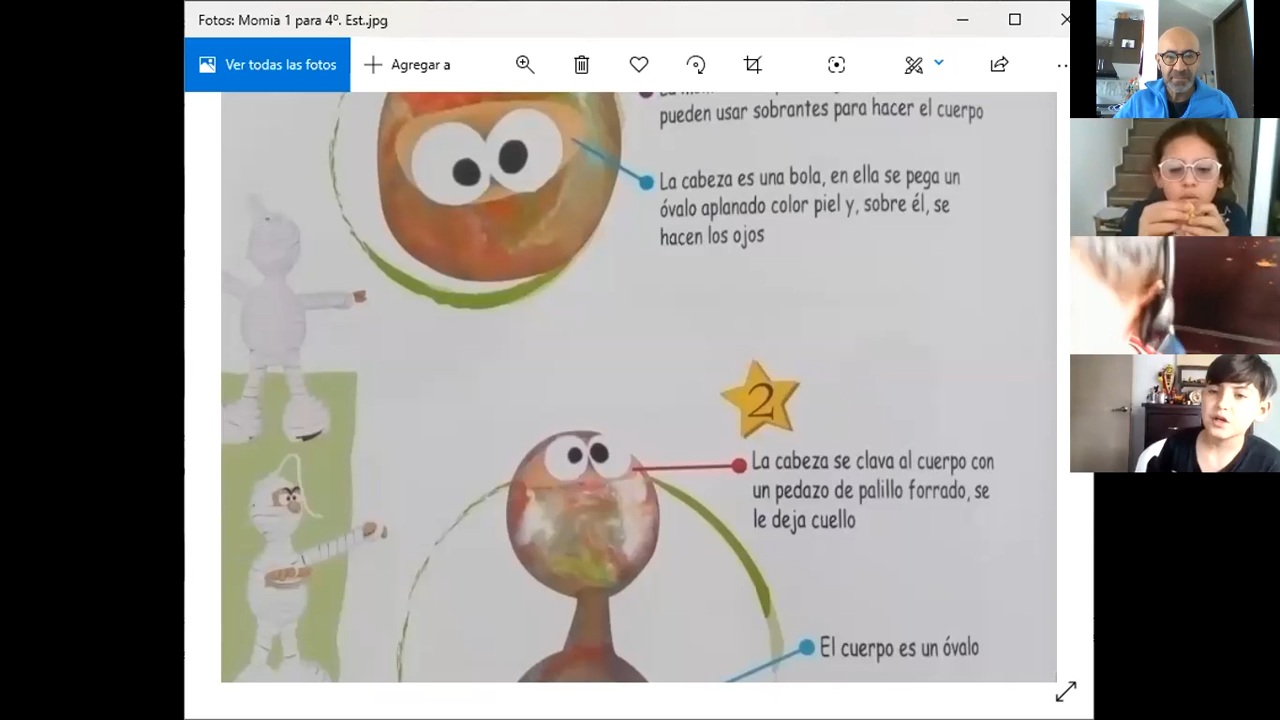 Fotos: Momia 1 para 4º. Est..jpg
Ver todas las fotos
Agregar a
pueden usar sobrantes para hacer el cuerpo
La cabeza es una bola, en ella se pega un
óvalo aplanado color piel y, sobre él, se
hacen los ojos
2
La cabeza se clava al cuerpo con
un pedazo de palillo forrado, se
le deja cuello
El cuerpo es un óvalo